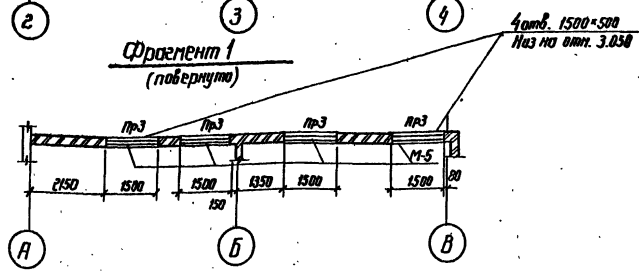 2 3 4
Фрагмент 1
(повернуто)
4 отв. 1500×500
Низ на отм. 3.050
Пр3 Пр3 Пр3 Пр3
М-5
2150 1500 1500 150 1350 1500 1500 80
А Б В